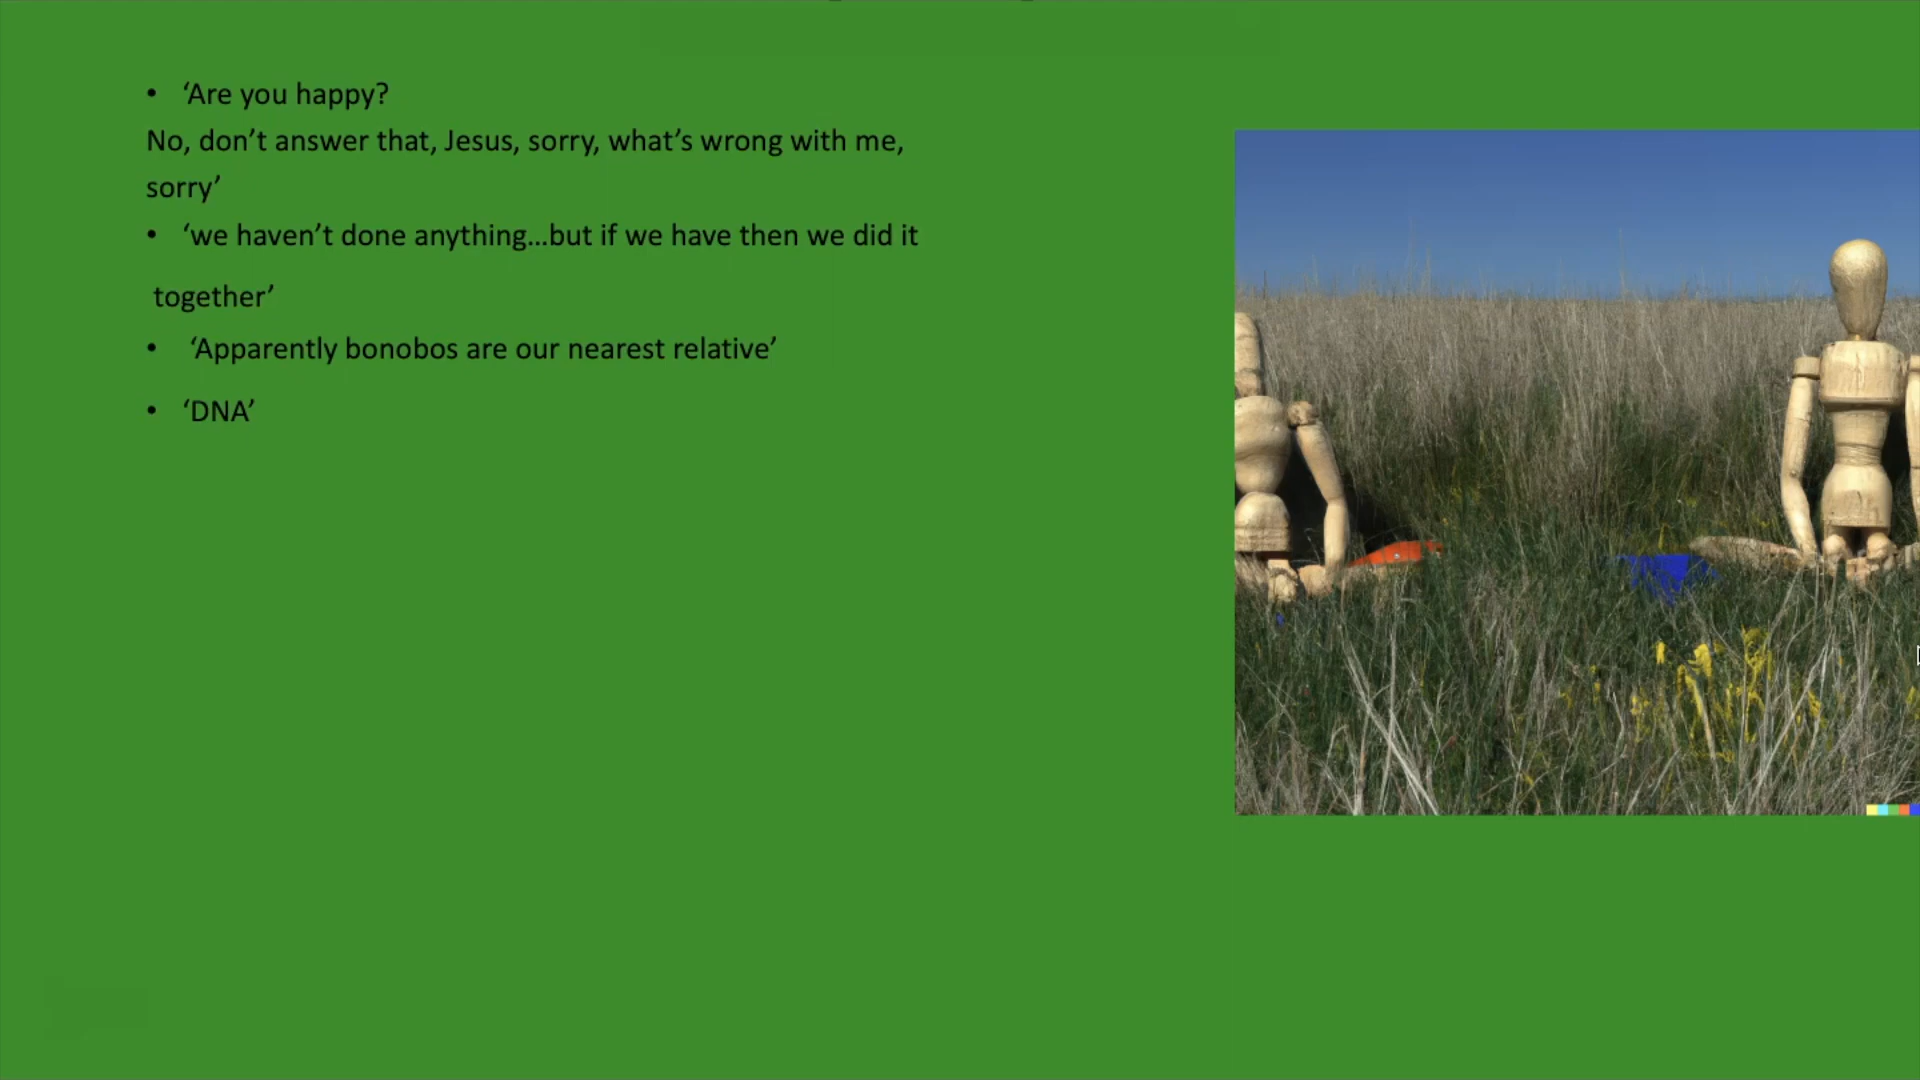 • ‘Are you happy?
No, don’t answer that, Jesus, sorry, what’s wrong with me,
sorry’
• ‘we haven’t done anything…but if we have then we did it
together’
• ‘Apparently bonobos are our nearest relative’
• ‘DNA’